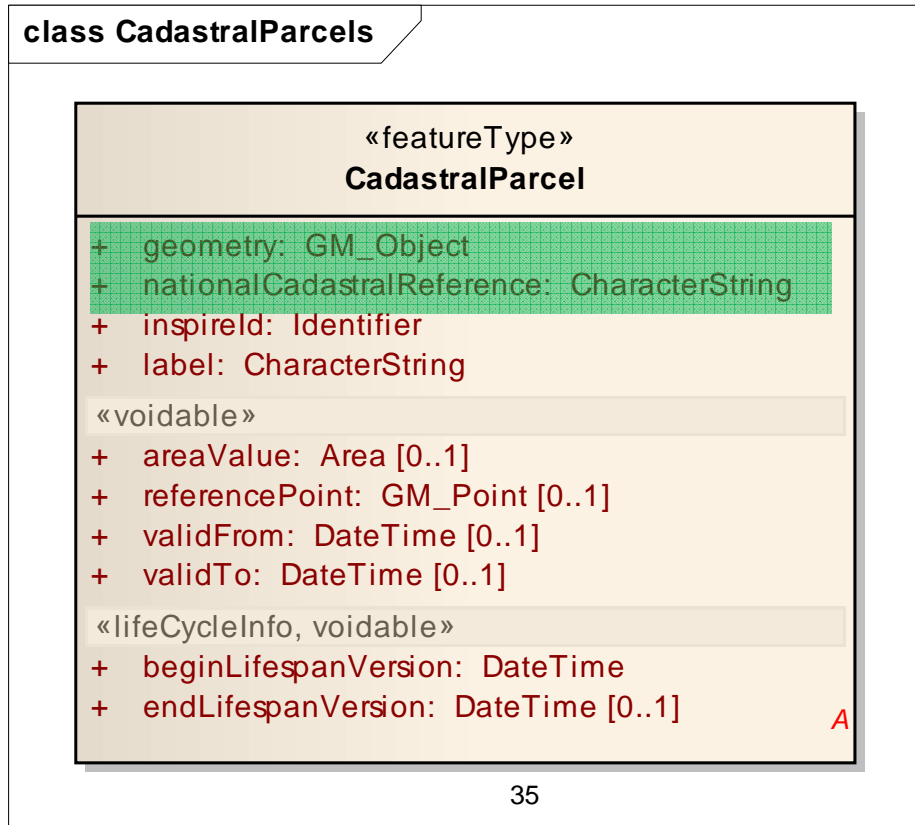 class CadastralParcels
«featureType»
CadastralParcel
+ geometry: GM_Object
+ nationalCadastralReference: CharacterString
+ inspireId: Identifier
+ label: CharacterString
«voidable»
+ areaValue: Area [0..1]
+ referencePoint: GM_Point [0..1]
+ validFrom: DateTime [0..1]
+ validTo: DateTime [0..1]
«lifeCycleInfo, voidable»
+ beginLifespanVersion: DateTime
+ endLifespanVersion: DateTime [0..1]
A
35